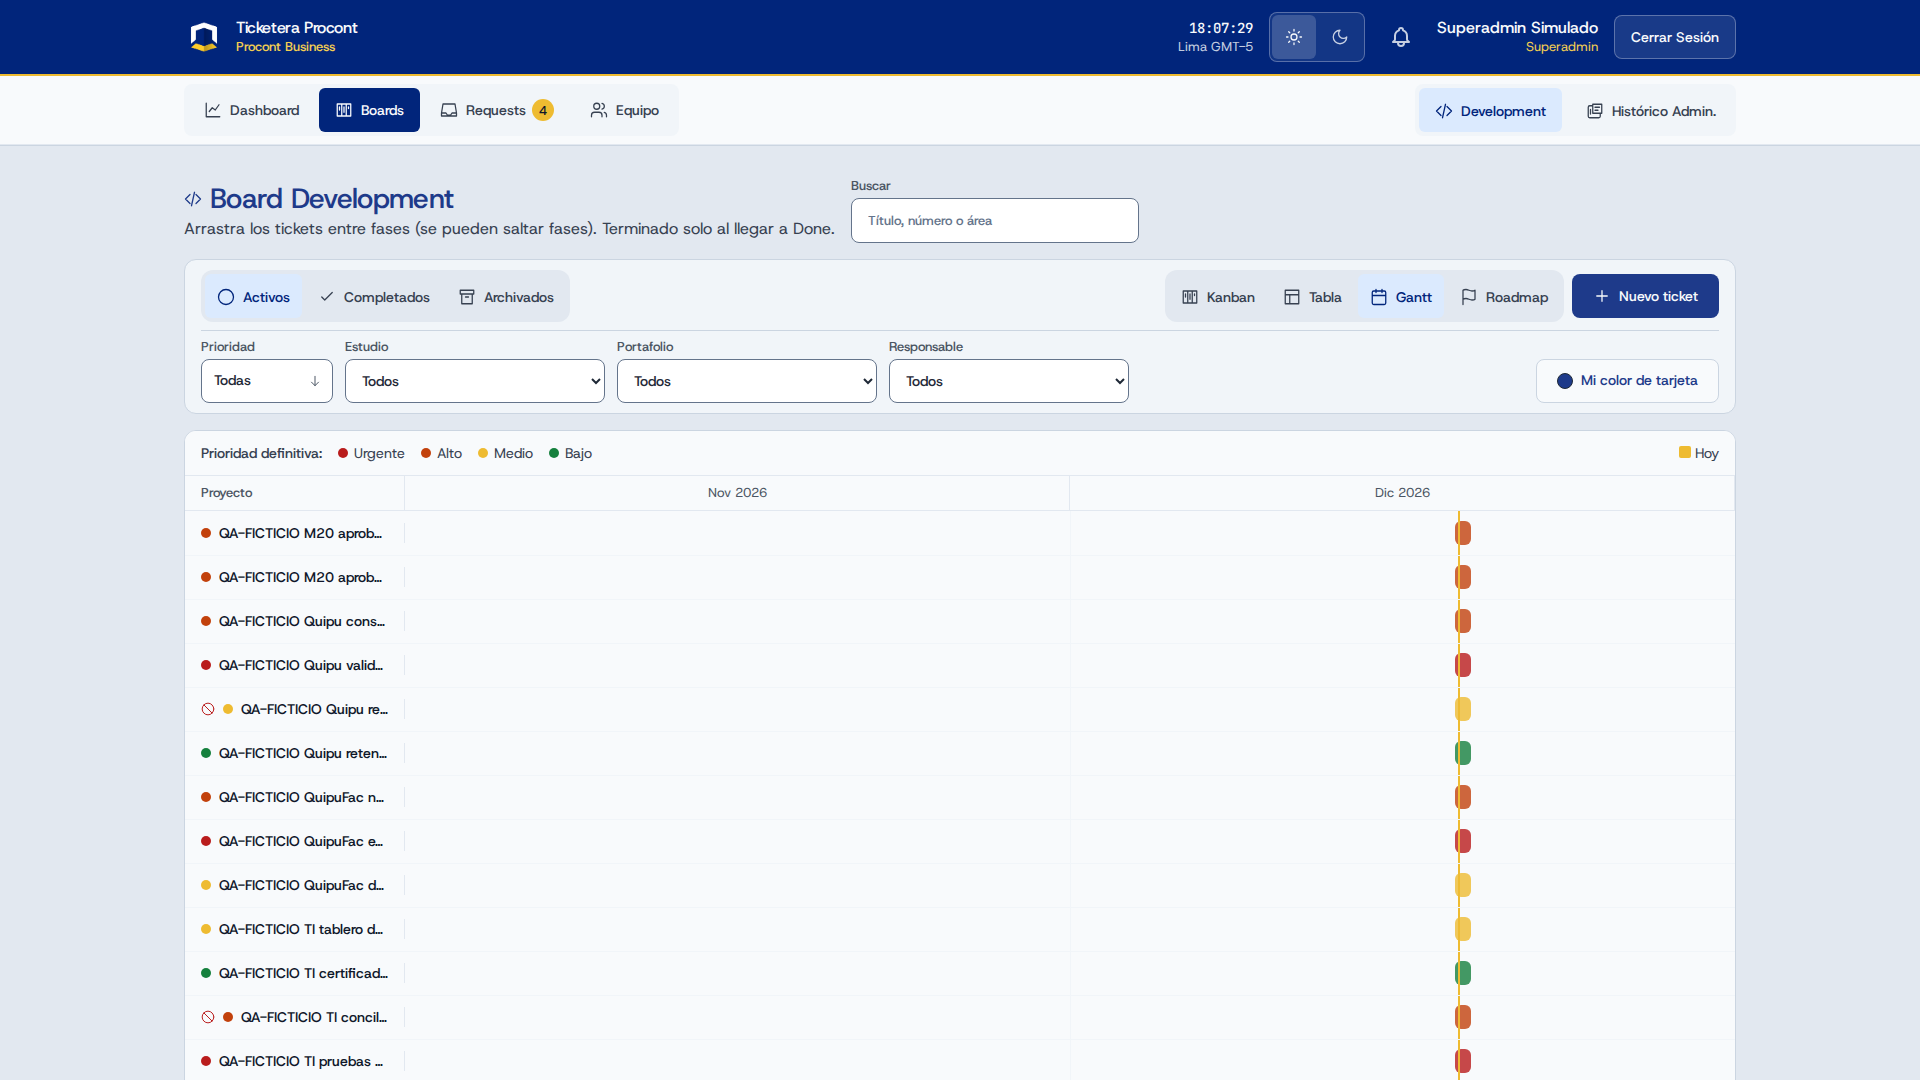 Ticketera Procont
Procont Business
18:07:29
Lima GMT-5
Superadmin Simulado
Superadmin
Cerrar Sesión
Dashboard
Boards
Requests 4
Equipo
Development
Histórico Admin.
Board Development
Arrastra los tickets entre fases (se pueden saltar fases). Terminado solo al llegar a Done.
Buscar
Título, número o área
Activos
Completados
Archivados
Kanban
Tabla
Gantt
Roadmap
Nuevo ticket
Prioridad
Todas
Estudio
Todos
Portafolio
Todos
Responsable
Todos
Mi color de tarjeta
Prioridad definitiva: Urgente Alto Medio Bajo
Hoy
Proyecto
Nov 2026
Dic 2026
QA-FICTICIO M20 aprob...
QA-FICTICIO M20 aprob...
QA-FICTICIO Quipu cons...
QA-FICTICIO Quipu valid...
QA-FICTICIO Quipu re...
QA-FICTICIO Quipu reten...
QA-FICTICIO QuipuFac n...
QA-FICTICIO QuipuFac e...
QA-FICTICIO QuipuFac d...
QA-FICTICIO TI tablero d...
QA-FICTICIO TI certificad...
QA-FICTICIO TI concil...
QA-FICTICIO TI pruebas ...